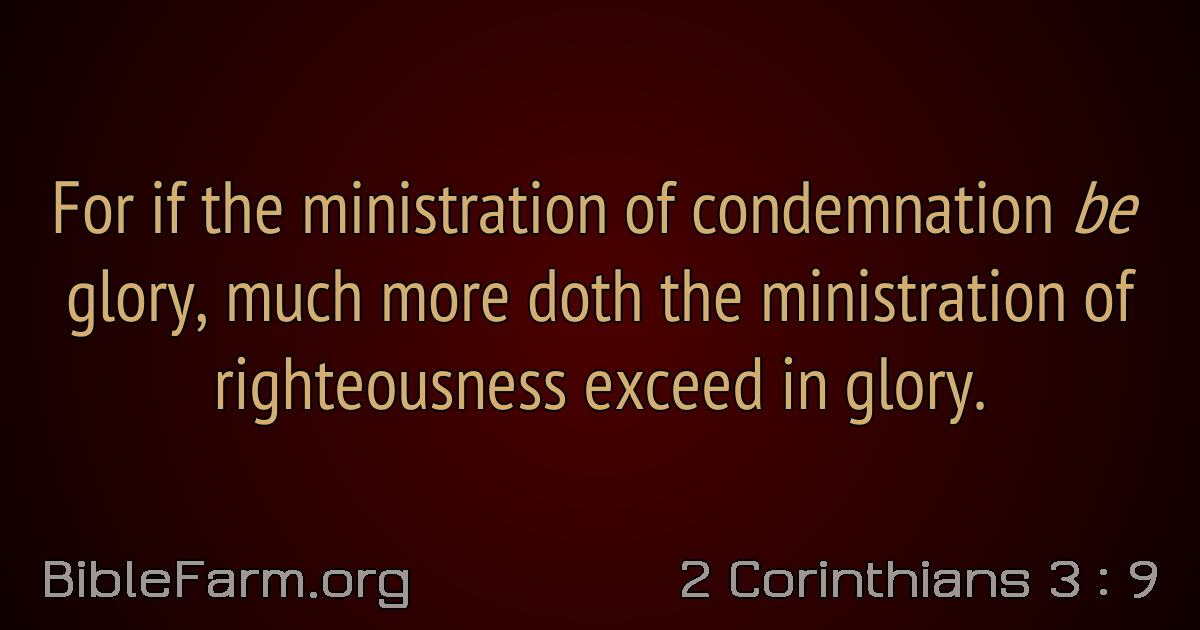 For if the ministration of condemnation be
glory, much more doth the ministration of
righteousness exceed in glory.
BibleFarm.org
2 Corinthians 3 : 9